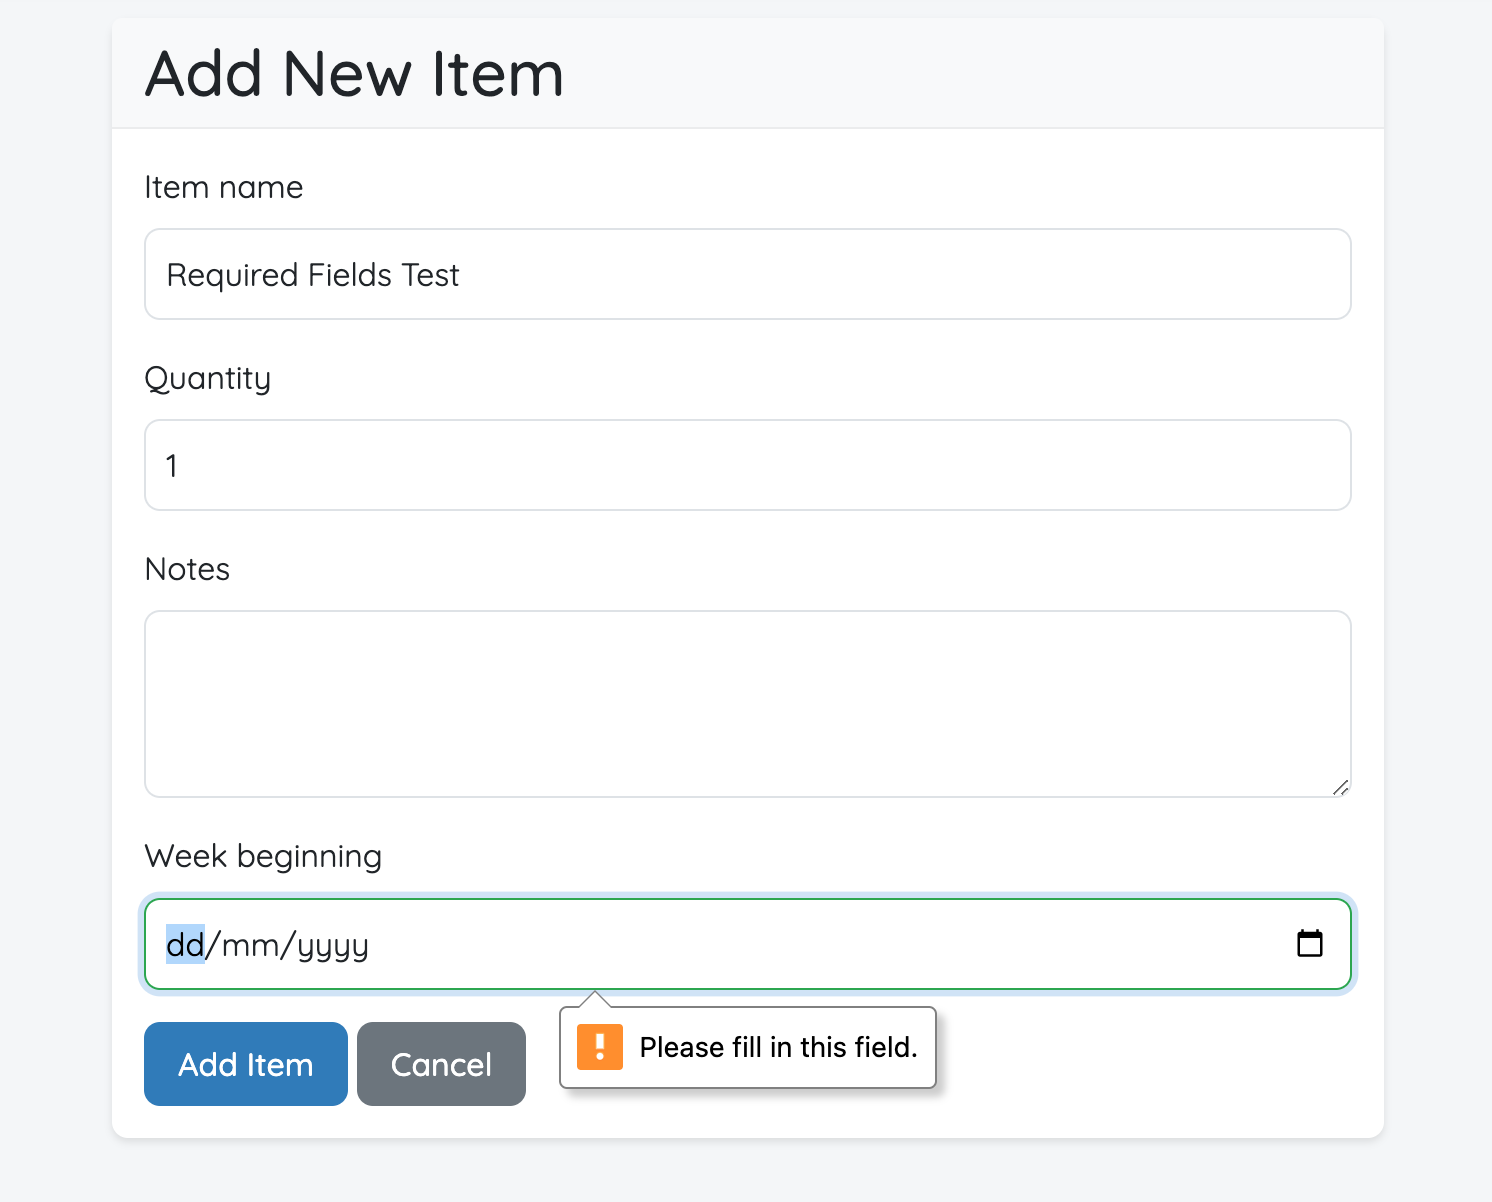 Add New Item
Item name
Required Fields Test
Quantity
1
Notes
Week beginning
dd/mm/yyyy
Add Item Cancel Please fill in this field.